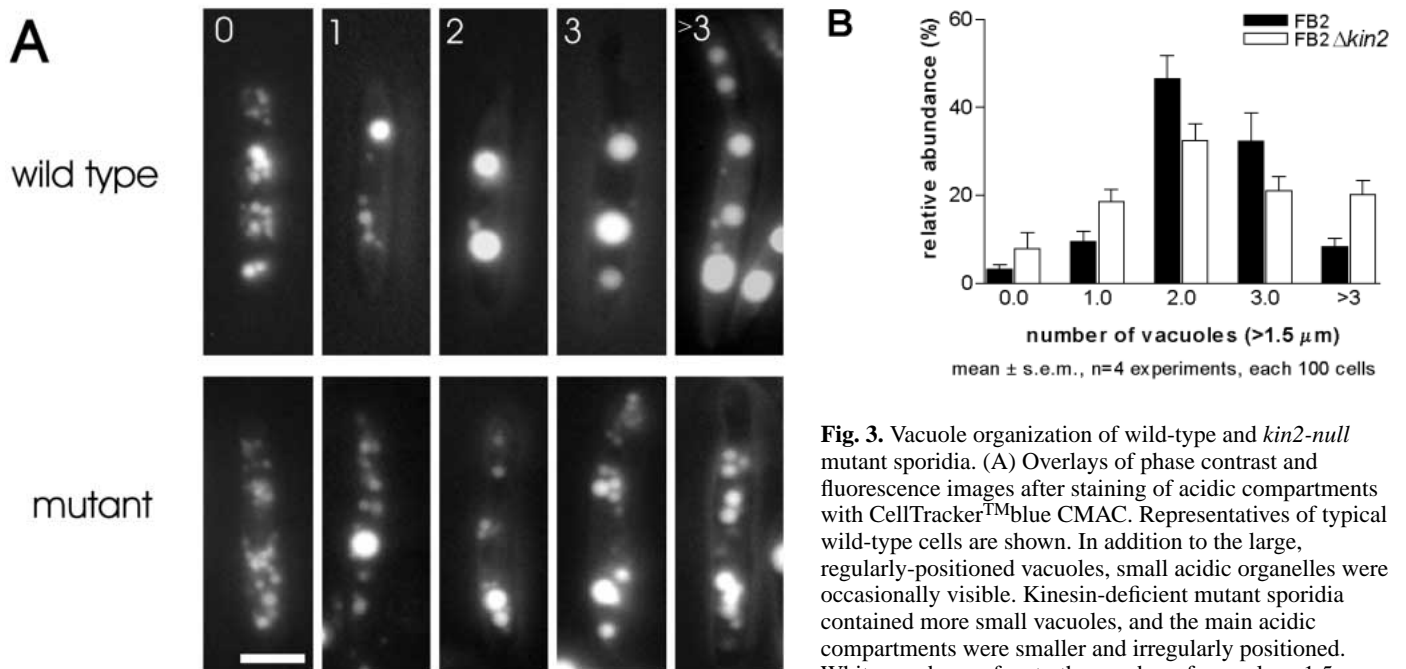 A
0
1
2
3
>3
wild type
mutant
B
FB2
FB2 Δkin2
relative abundance (%)
60
40
20
0
0.0
1.0
2.0
3.0
>3
number of vacuoles (>1.5 μm)
mean ± s.e.m., n=4 experiments, each 100 cells
Fig. 3. Vacuole organization of wild-type and kin2-null
mutant sporidia. (A) Overlays of phase contrast and
fluorescence images after staining of acidic compartments
with CellTracker™blue CMAC. Representatives of typical
wild-type cells are shown. In addition to the large,
regularly-positioned vacuoles, small acidic organelles were
occasionally visible. Kinesin-deficient mutant sporidia
contained more small vacuoles, and the main acidic
compartments were smaller and irregularly positioned.